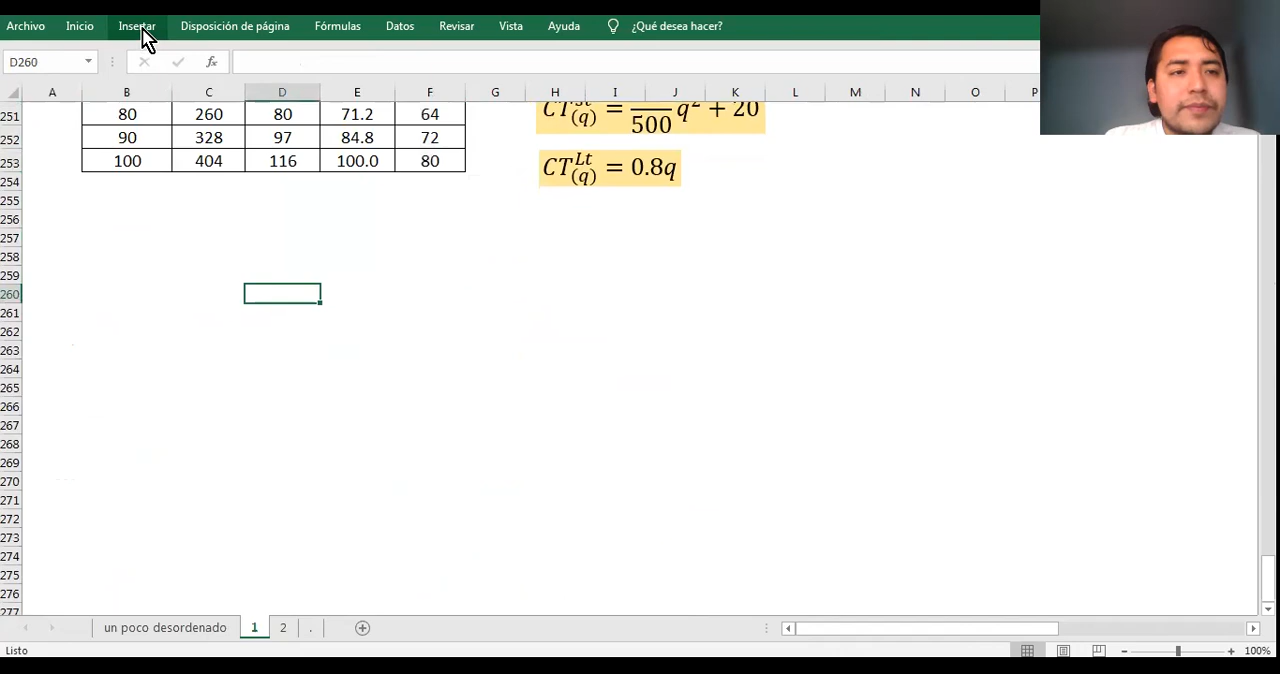 Archivo Inicio Insertar Disposición de página Fórmulas Datos Revisar Vista Ayuda ¿Qué desea hacer?
D260 fx
A B C D E F G H I J K L M N O P
251 80 260 80 71.2 64
252 90 328 97 84.8 72
253 100 404 116 100.0 80
500 q² + 20
CT(q)^Lt = 0.8q
254
255
256
257
258
259
260
261
262
263
264
265
266
267
268
269
270
271
272
273
274
275
276
277
un poco desordenado 1 2 .
Listo 100%